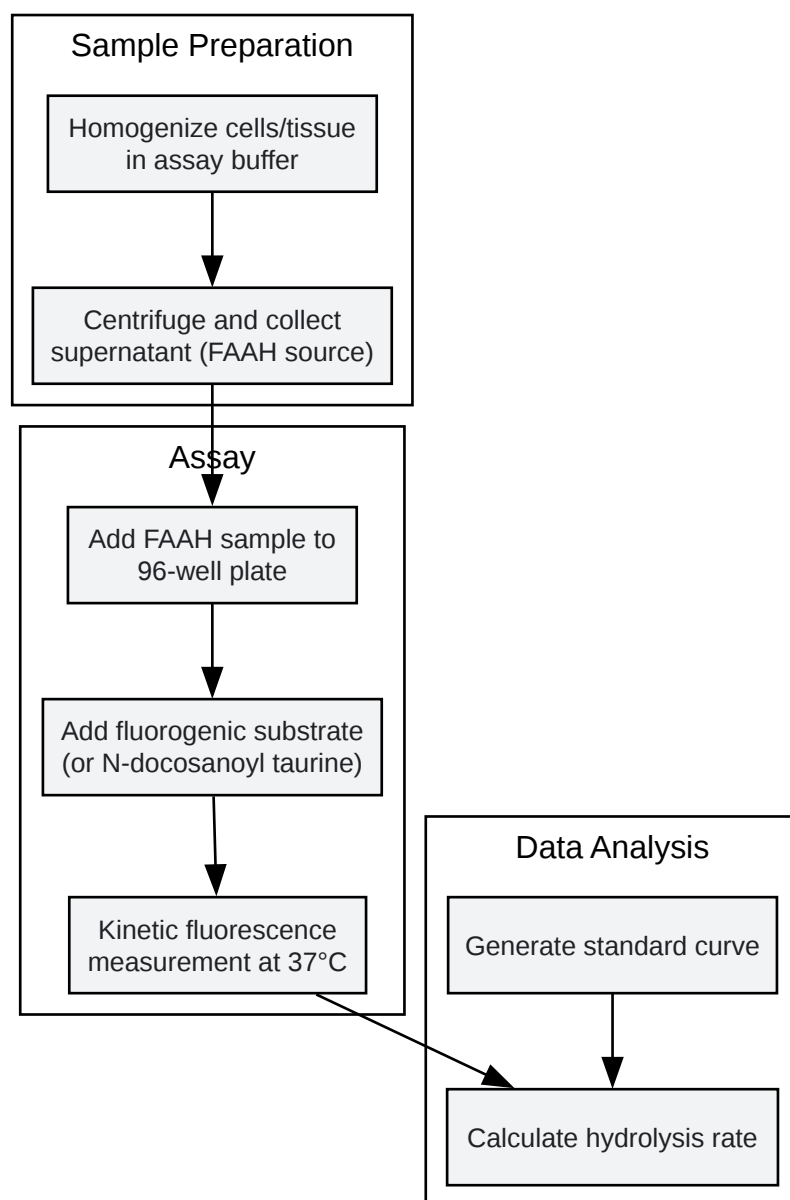 Sample Preparation
Homogenize cells/tissue
in assay buffer
Centrifuge and collect
supernatant (FAAH source)
Assay
Add FAAH sample to
96-well plate
Add fluorogenic substrate
(or N-docosanoyl taurine)
Kinetic fluorescence
measurement at 37°C
Data Analysis
Generate standard curve
Calculate hydrolysis rate